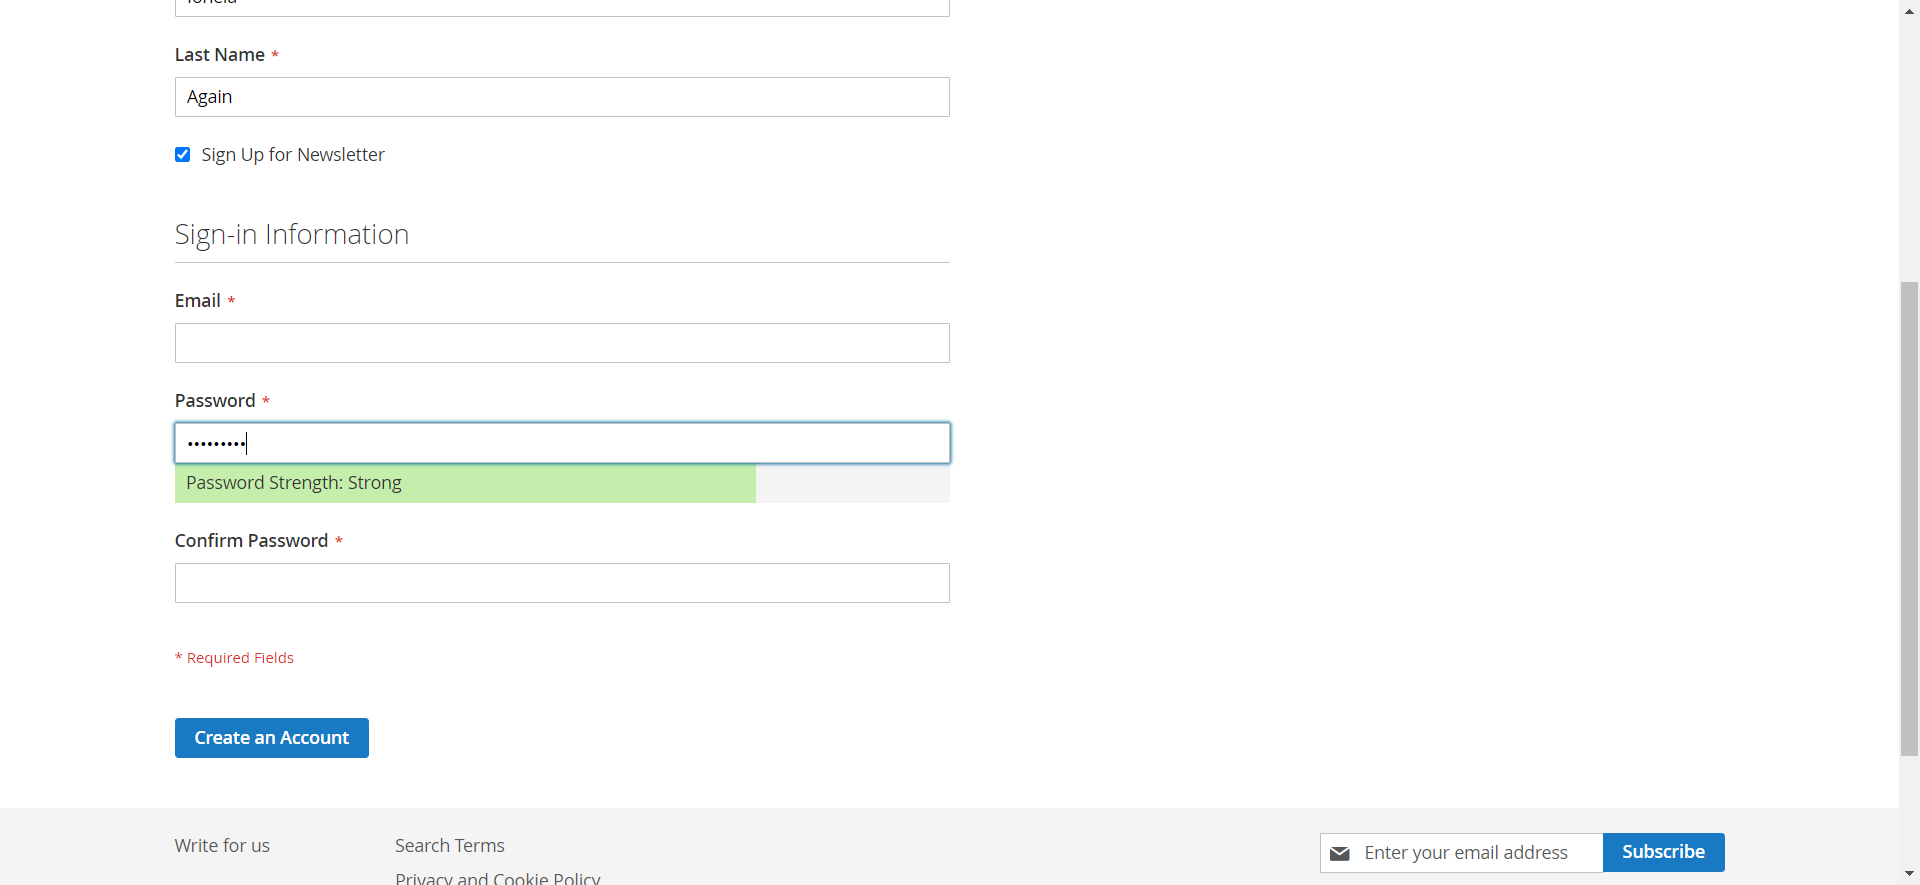 Last Name *
Again
Sign Up for Newsletter
Sign-in Information
Email *
Password *
•••••••••
Password Strength: Strong
Confirm Password *
* Required Fields
Create an Account
Write for us
Search Terms
Enter your email address
Subscribe
Privacy and Cookie Policy